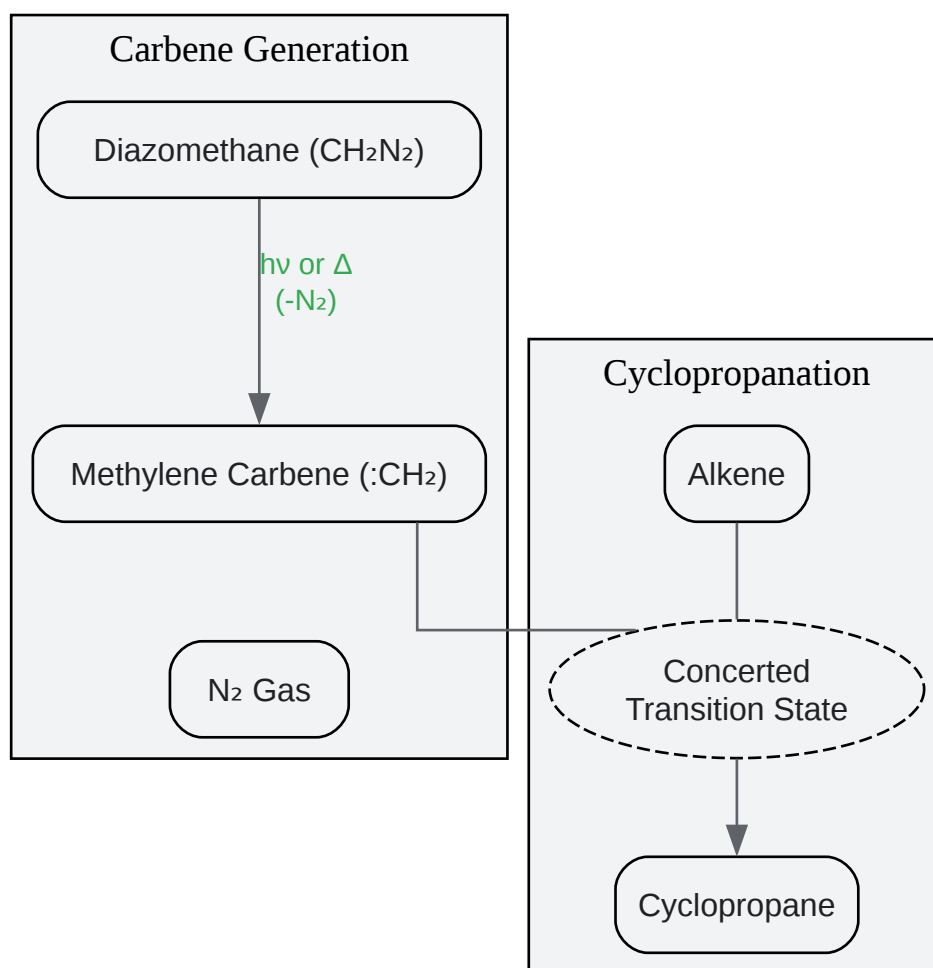 Carbene Generation
Diazomethane (CH₂N₂)
hν or Δ
(-N₂)
Methylene Carbene (:CH₂)
N₂ Gas
Cyclopropanation
Alkene
Concerted
Transition State
Cyclopropane